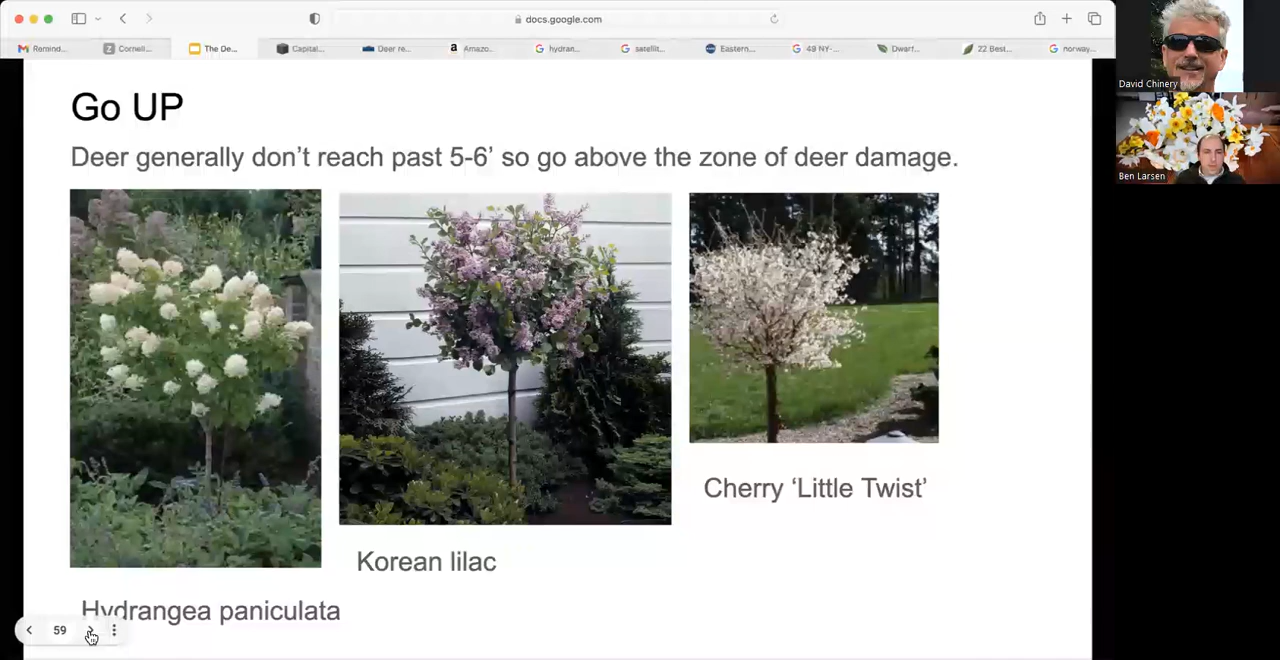 docs.google.com
Remind...
Cornell...
The De...
Capital...
Deer re...
Amazo...
hydran...
satellit...
Eastern...
49 NY-...
Dwarf...
22 Best...
norway...
David Chinery
Ben Larsen
Go UP
Deer generally don’t reach past 5-6’ so go above the zone of deer damage.
Cherry ‘Little Twist’
Korean lilac
Hydrangea paniculata
59